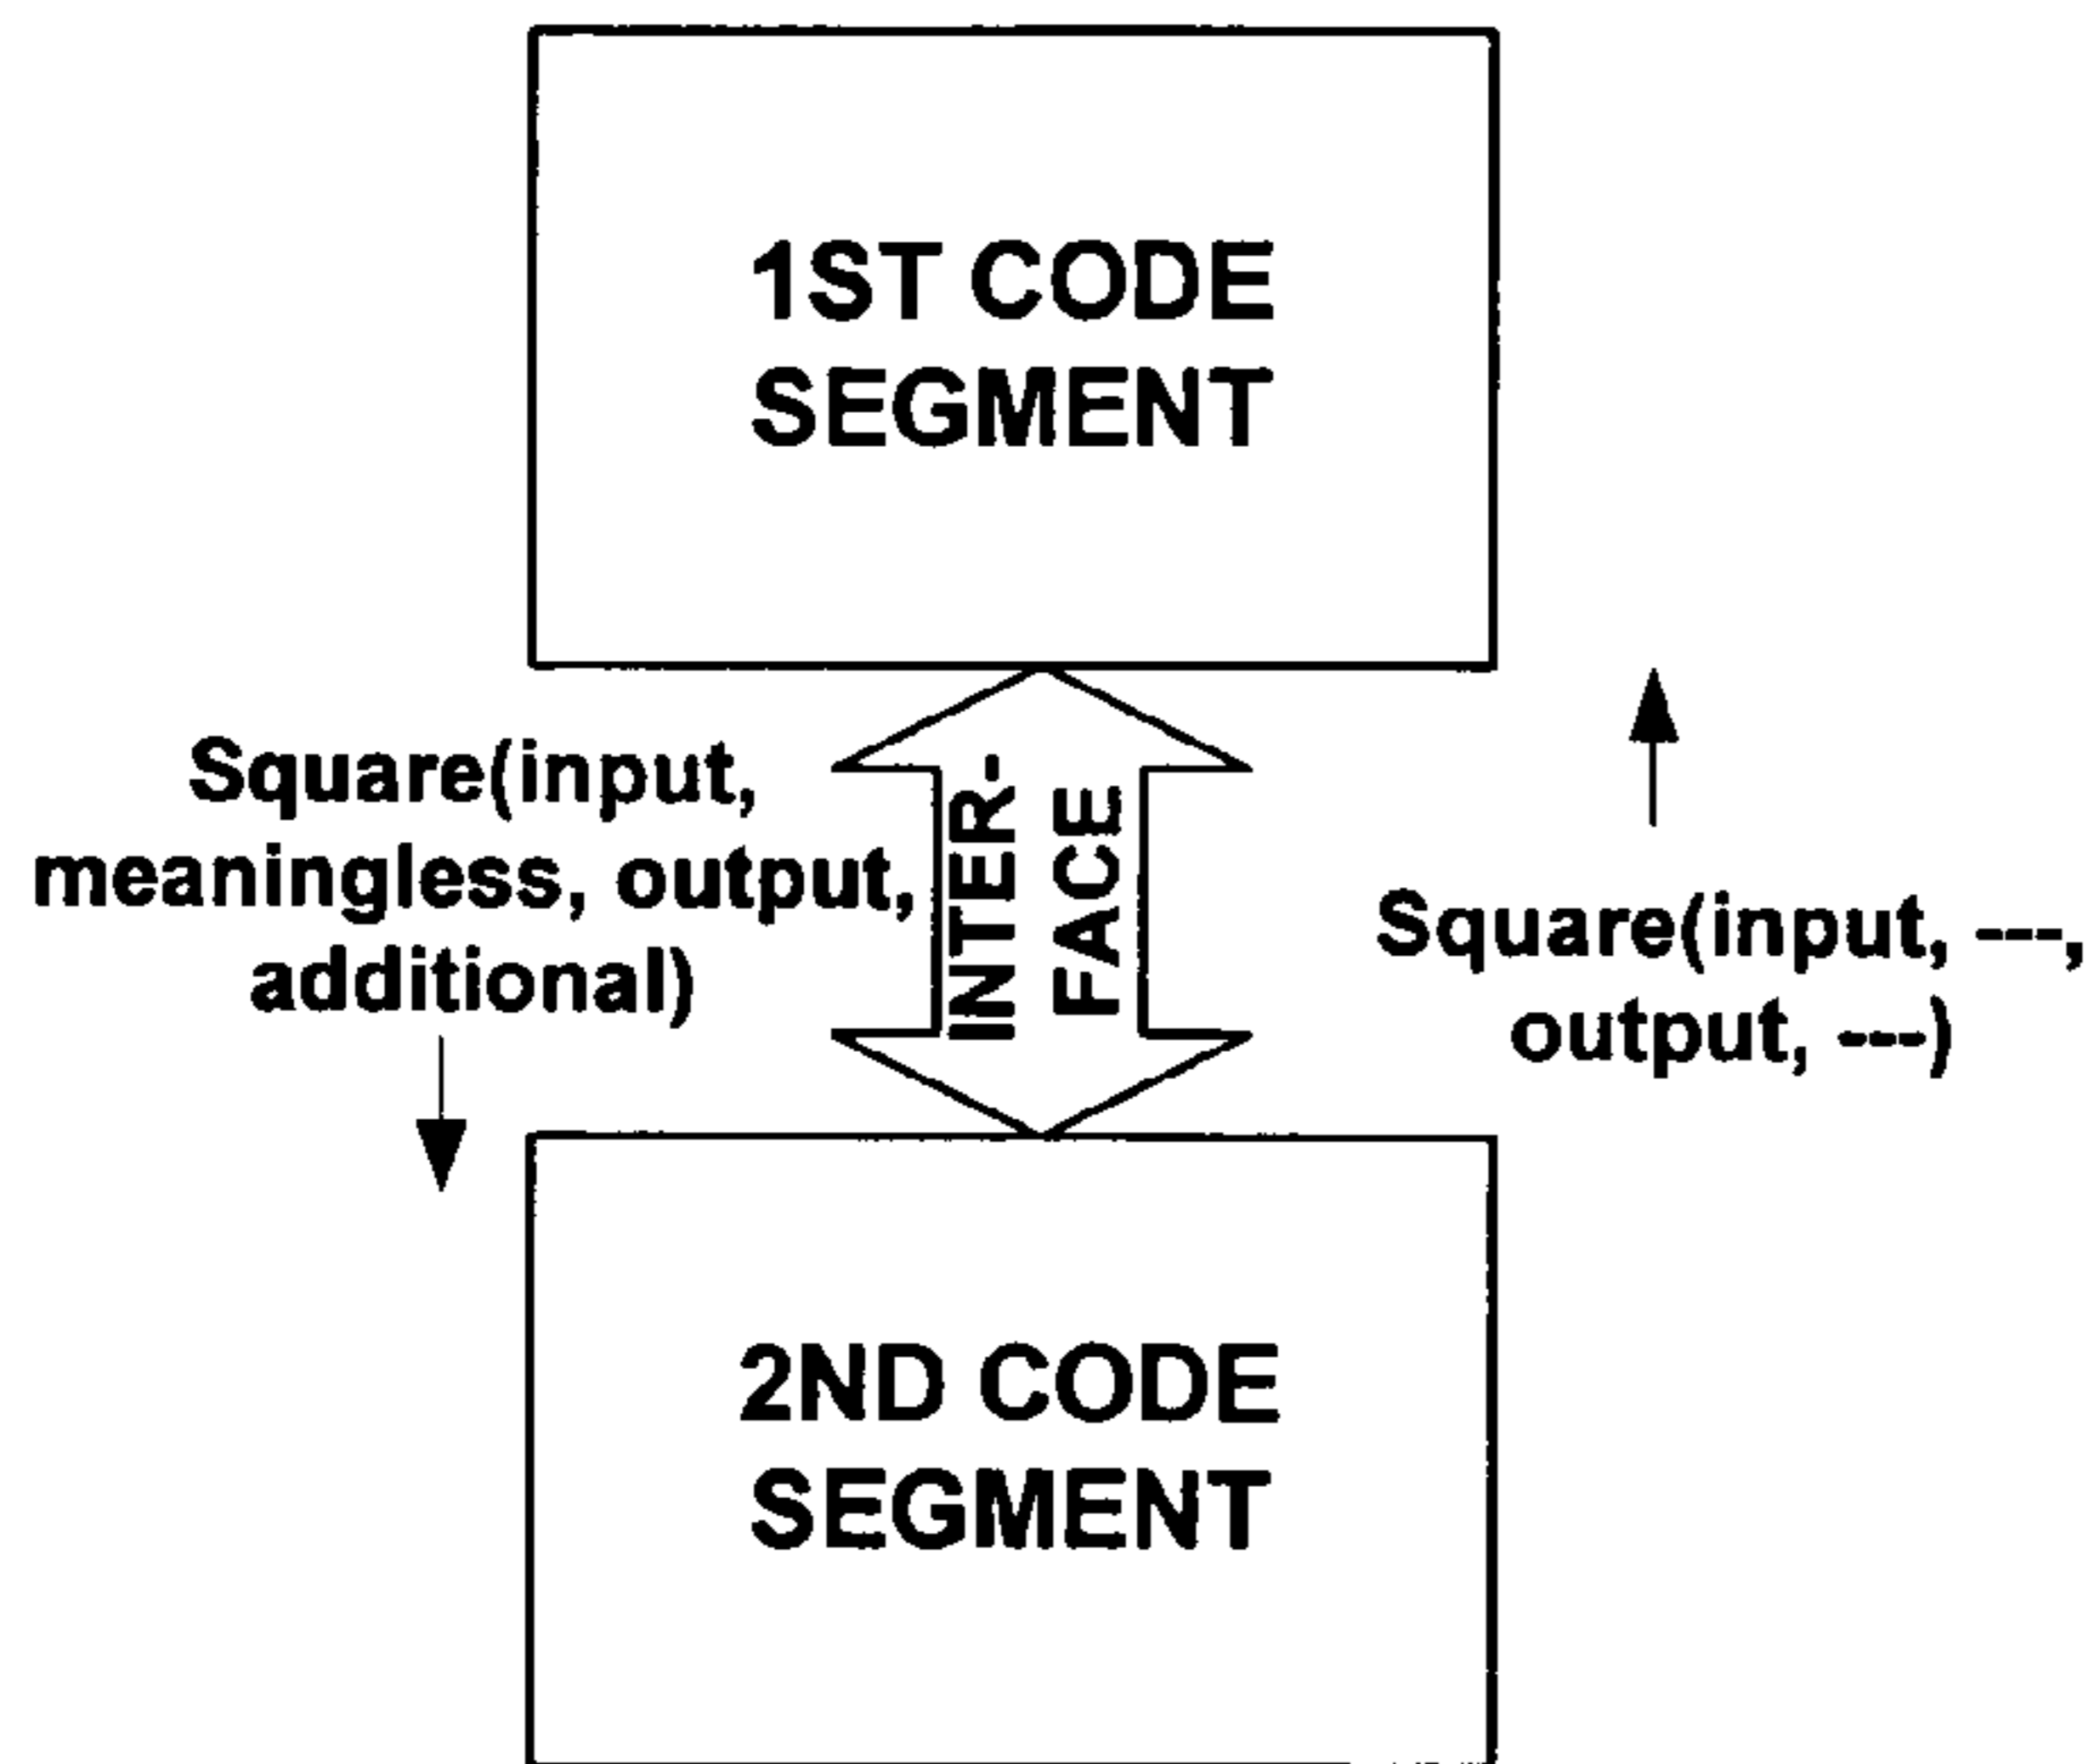 1ST CODE
SEGMENT
Square(input,
meaningless, output,
additional)
INTER-
FACE
Square(input, ---,
output, ---)
2ND CODE
SEGMENT